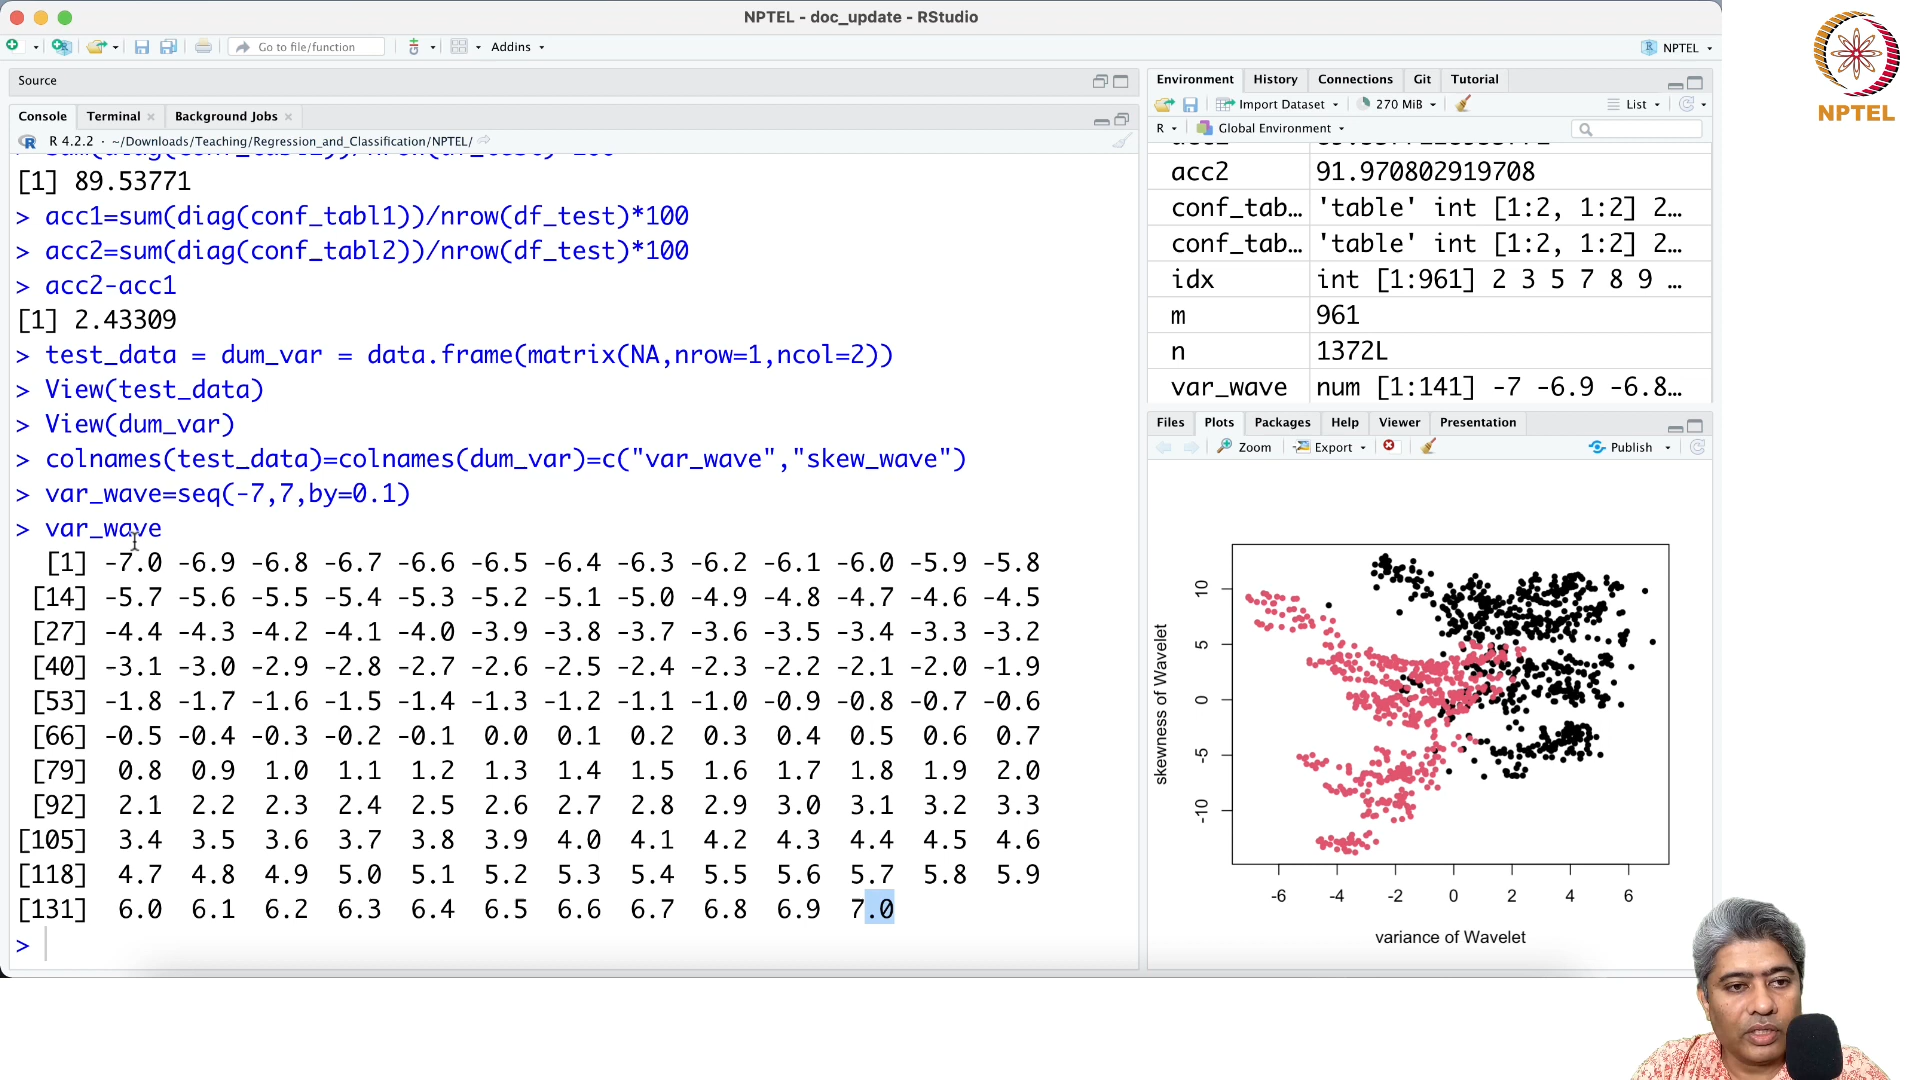 NPTEL - doc_update - RStudio
Go to file/function
Addins
NPTEL
Source
Console Terminal Background Jobs
R 4.2.2 · ~/Downloads/Teaching/Regression_and_Classification/NPTEL/
[1] 89.53771
> acc1=sum(diag(conf_tabl1))/nrow(df_test)*100
> acc2=sum(diag(conf_tabl2))/nrow(df_test)*100
> acc2-acc1
[1] 2.43309
> test_data = dum_var = data.frame(matrix(NA,nrow=1,ncol=2))
> View(test_data)
> View(dum_var)
> colnames(test_data)=colnames(dum_var)=c("var_wave","skew_wave")
> var_wave=seq(-7,7,by=0.1)
> var_wave
[1] -7.0 -6.9 -6.8 -6.7 -6.6 -6.5 -6.4 -6.3 -6.2 -6.1 -6.0 -5.9 -5.8
[14] -5.7 -5.6 -5.5 -5.4 -5.3 -5.2 -5.1 -5.0 -4.9 -4.8 -4.7 -4.6 -4.5
[27] -4.4 -4.3 -4.2 -4.1 -4.0 -3.9 -3.8 -3.7 -3.6 -3.5 -3.4 -3.3 -3.2
[40] -3.1 -3.0 -2.9 -2.8 -2.7 -2.6 -2.5 -2.4 -2.3 -2.2 -2.1 -2.0 -1.9
[53] -1.8 -1.7 -1.6 -1.5 -1.4 -1.3 -1.2 -1.1 -1.0 -0.9 -0.8 -0.7 -0.6
[66] -0.5 -0.4 -0.3 -0.2 -0.1 0.0 0.1 0.2 0.3 0.4 0.5 0.6 0.7
[79] 0.8 0.9 1.0 1.1 1.2 1.3 1.4 1.5 1.6 1.7 1.8 1.9 2.0
[92] 2.1 2.2 2.3 2.4 2.5 2.6 2.7 2.8 2.9 3.0 3.1 3.2 3.3
[105] 3.4 3.5 3.6 3.7 3.8 3.9 4.0 4.1 4.2 4.3 4.4 4.5 4.6
[118] 4.7 4.8 4.9 5.0 5.1 5.2 5.3 5.4 5.5 5.6 5.7 5.8 5.9
[131] 6.0 6.1 6.2 6.3 6.4 6.5 6.6 6.7 6.8 6.9 7.0
>
Environment History Connections Git Tutorial
Import Dataset 270 MiB List
R Global Environment
acc2 91.970802919708
conf_tab… 'table' int [1:2, 1:2] 2…
conf_tab… 'table' int [1:2, 1:2] 2…
idx int [1:961] 2 3 5 7 8 9 …
m 961
n 1372L
var_wave num [1:141] -7 -6.9 -6.8…
Files Plots Packages Help Viewer Presentation
Zoom Export Publish
skewness of Wavelet
10
5
0
-5
-10
-6 -4 -2 0 2 4 6
variance of Wavelet
NPTEL